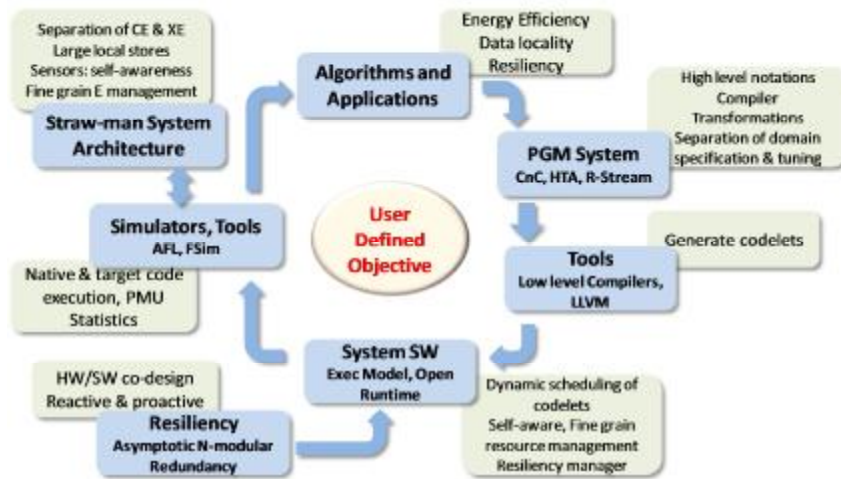 Separation of CE & XE
Large local stores
Sensors: self-awareness
Fine grain E management
Straw-man System
Architecture
Algorithms and
Applications
Energy Efficiency
Data locality
Resiliency
High level notations
Compiler
Transformations
Separation of domain
specification & tuning
PGM System
CnC, HTA, R-Stream
Simulators, Tools
AFL, FSim
User
Defined
Objective
Generate codelets
Tools
Low level Compilers,
LLVM
Native & target code
execution, PMU
Statistics
System SW
Exec Model, Open
Runtime
HW/SW co-design
Reactive & proactive
Resiliency
Asymptotic N-modular
Redundancy
Dynamic scheduling of
codelets
Self-aware, Fine grain
resource management
Resiliency manager